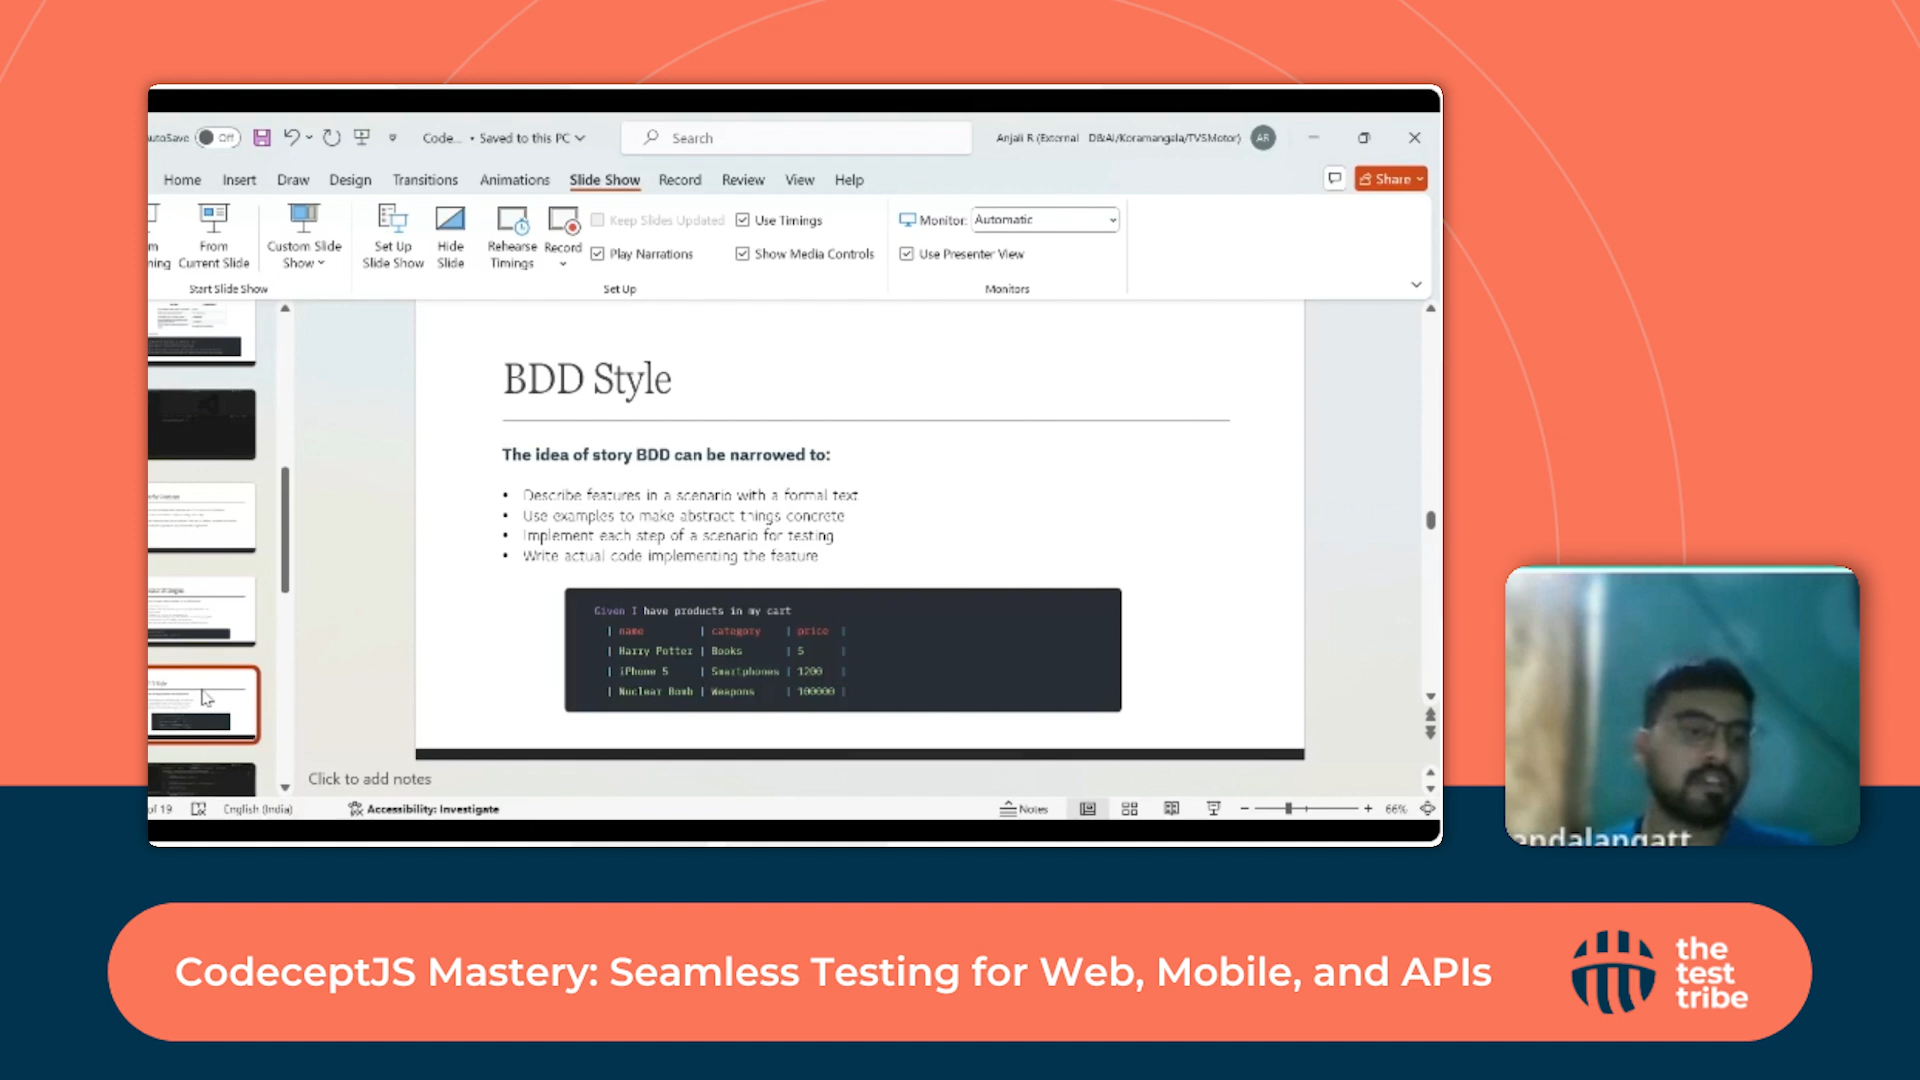 utoSave Off Code... • Saved to this PC Search Anjali R (External D&AI/Koramangala/TVSMotor) AR
Home Insert Draw Design Transitions Animations Slide Show Record Review View Help Share
From Current Slide
Custom Slide Show
Set Up Slide Show
Hide Slide
Rehearse Timings
Record
Keep Slides Updated
Use Timings
Play Narrations
Show Media Controls
Monitor: Automatic
Use Presenter View
Start Slide Show Set Up Monitors
BDD Style
The idea of story BDD can be narrowed to:
• Describe features in a scenario with a formal text
• Use examples to make abstract things concrete
• Implement each step of a scenario for testing
• Write actual code implementing the feature
Given I have products in my cart
| name | category | price |
| Harry Potter | Books | 5 |
| iPhone 5 | Smartphones | 1200 |
| Nuclear Bomb | Weapons | 100000 |
Click to add notes
of 19 English (India) Accessibility: Investigate Notes 66%
andalangatt
CodeceptJS Mastery: Seamless Testing for Web, Mobile, and APIs
the
test
tribe